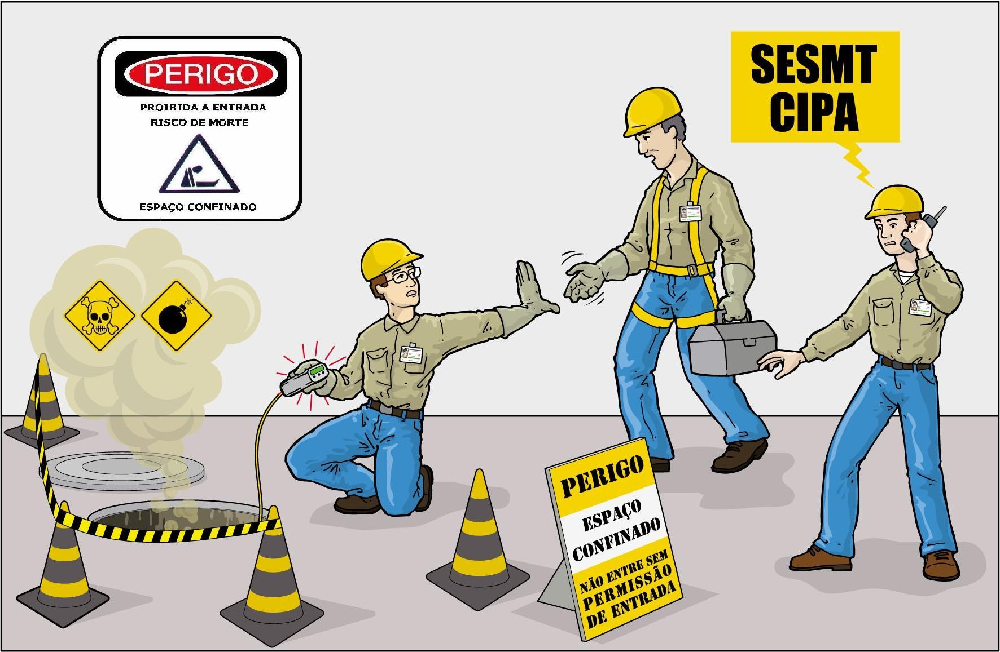 PERIGO
PROIBIDA A ENTRADA
RISCO DE MORTE
ESPAÇO CONFINADO
SESMT
CIPA
PERIGO
ESPAÇO
CONFINADO
NÃO ENTRE SEM
PERMISSÃO
DE ENTRADA